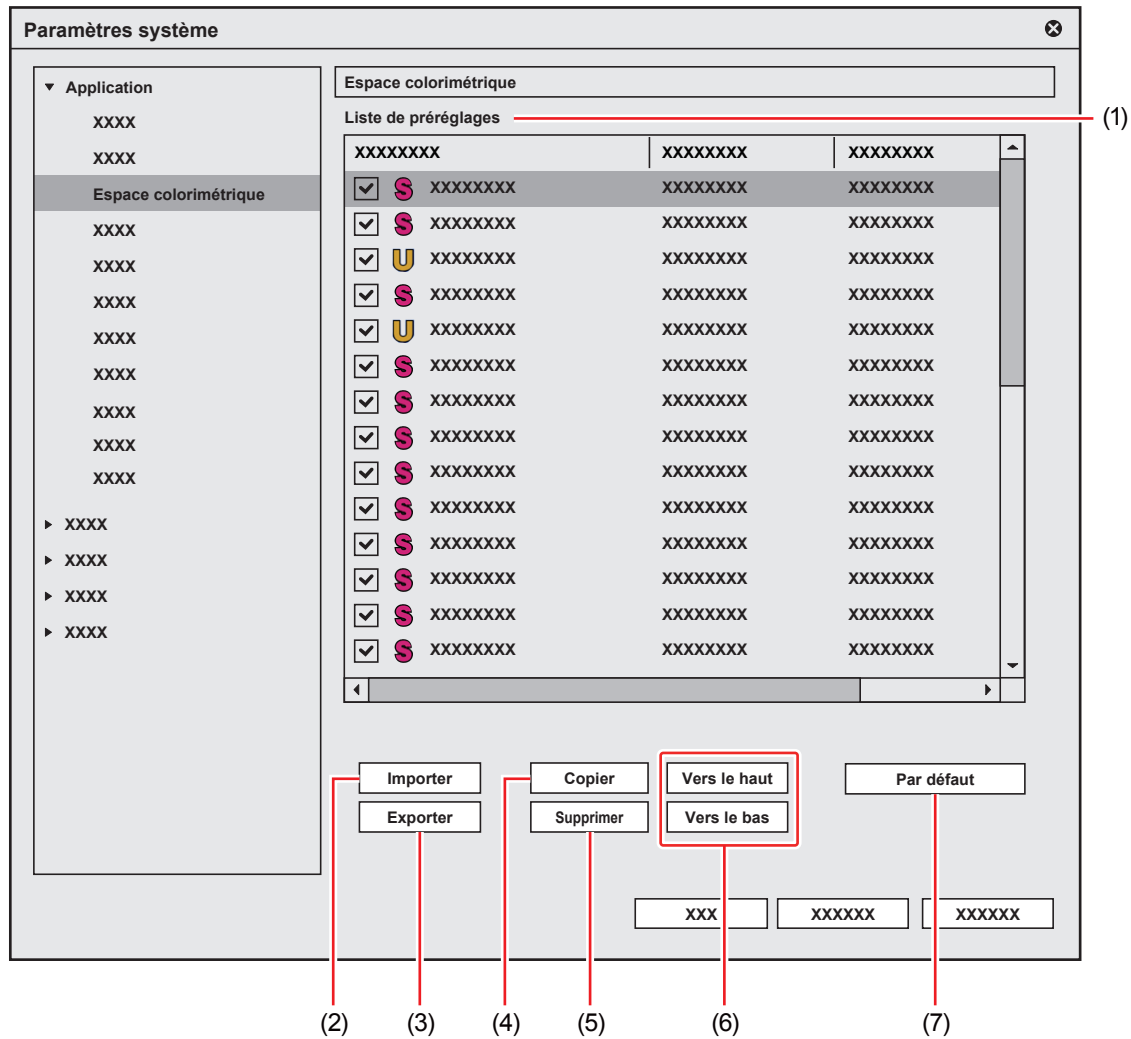 Paramètres système
Application
XXXX
XXXX
Espace colorimétrique
XXXX
XXXX
XXXX
XXXX
XXXX
XXXX
XXXX
XXXX
XXXX
XXXX
XXXX
XXXX
Espace colorimétrique
Liste de préréglages
(1)
XXXXXXXX XXXXXXXX XXXXXXXX
S XXXXXXXX XXXXXXXX XXXXXXXX
S XXXXXXXX XXXXXXXX XXXXXXXX
U XXXXXXXX XXXXXXXX XXXXXXXX
S XXXXXXXX XXXXXXXX XXXXXXXX
U XXXXXXXX XXXXXXXX XXXXXXXX
S XXXXXXXX XXXXXXXX XXXXXXXX
S XXXXXXXX XXXXXXXX XXXXXXXX
S XXXXXXXX XXXXXXXX XXXXXXXX
S XXXXXXXX XXXXXXXX XXXXXXXX
S XXXXXXXX XXXXXXXX XXXXXXXX
S XXXXXXXX XXXXXXXX XXXXXXXX
S XXXXXXXX XXXXXXXX XXXXXXXX
S XXXXXXXX XXXXXXXX XXXXXXXX
S XXXXXXXX XXXXXXXX XXXXXXXX
Importer Copier Vers le haut Par défaut
Exporter Supprimer Vers le bas
XXX XXXXXX XXXXXX
(2) (3) (4) (5) (6) (7)